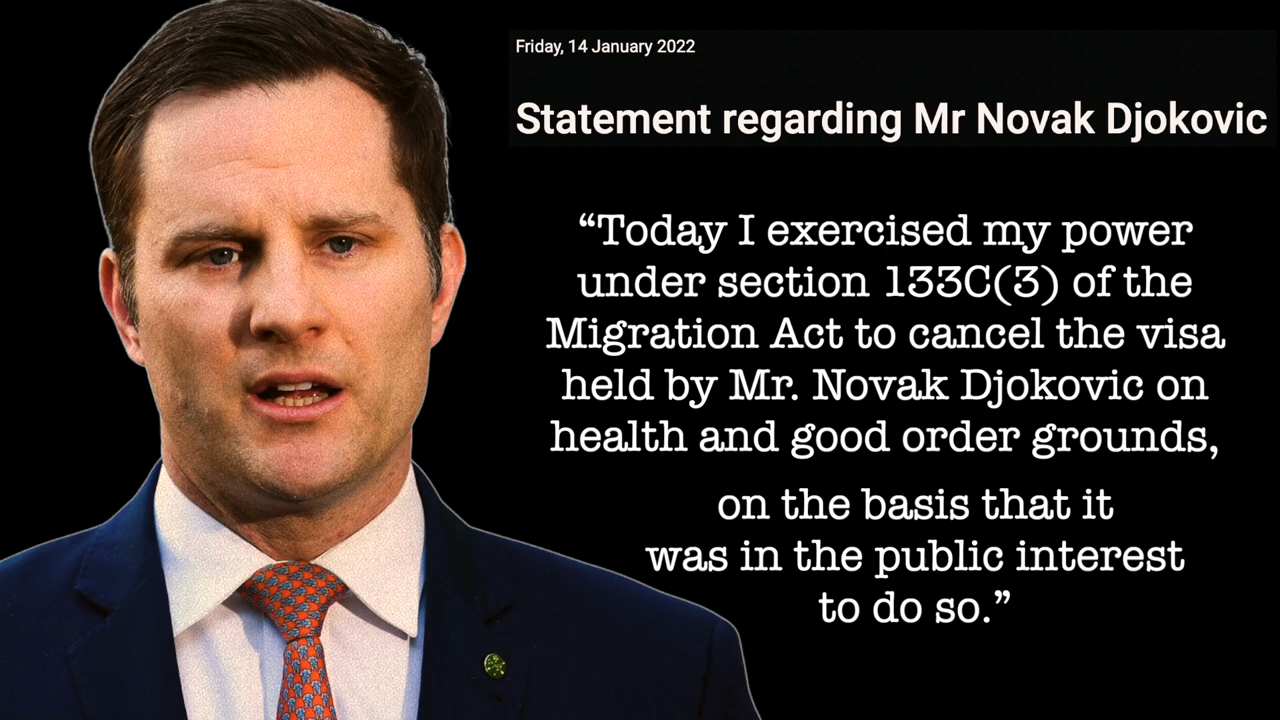 Friday, 14 January 2022
Statement regarding Mr Novak Djokovic
“Today I exercised my power
under section 133C(3) of the
Migration Act to cancel the visa
held by Mr. Novak Djokovic on
health and good order grounds,
on the basis that it
was in the public interest
to do so.”